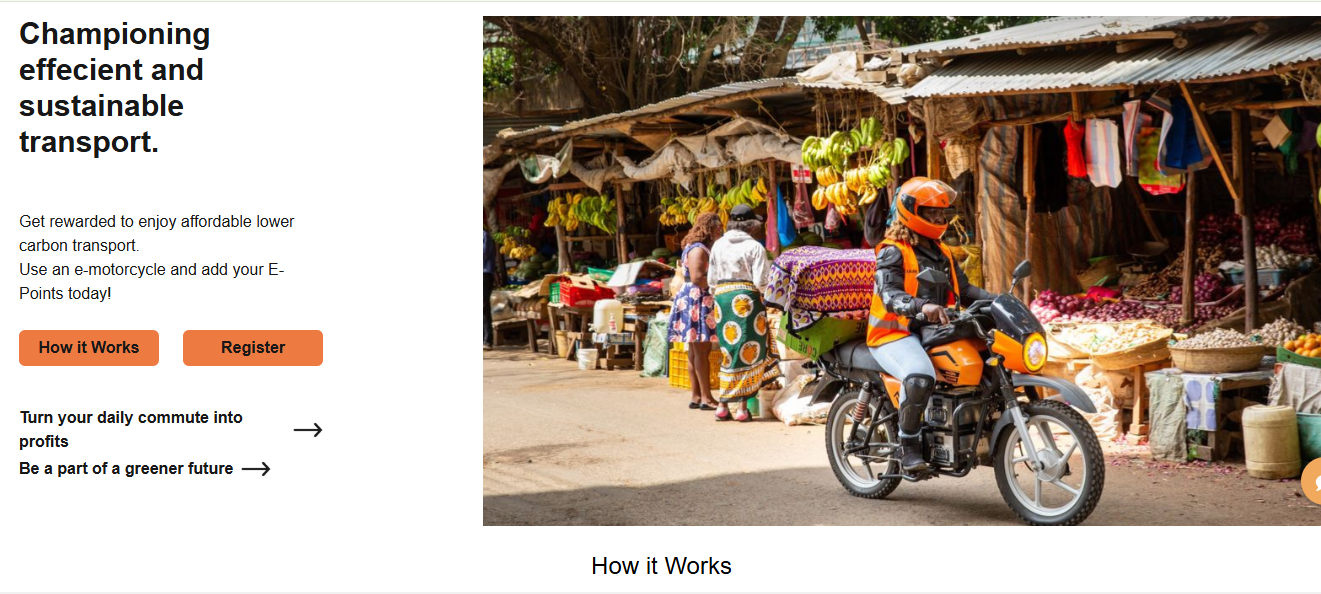 Championing
effecient and
sustainable
transport.
Get rewarded to enjoy affordable lower
carbon transport.
Use an e-motorcycle and add your E-
Points today!
How it Works
Register
Turn your daily commute into
profits
Be a part of a greener future
How it Works